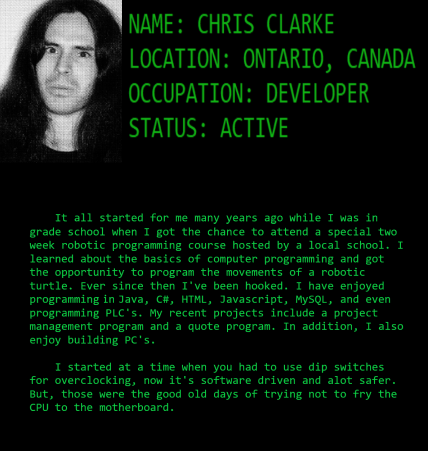 NAME: CHRIS CLARKE
LOCATION: ONTARIO, CANADA
OCCUPATION: DEVELOPER
STATUS: ACTIVE
It all started for me many years ago while I was in
grade school when I got the chance to attend a special two
week robotic programming course hosted by a local school. I
learned about the basics of computer programming and got
the opportunity to program the movements of a robotic
turtle. Ever since then I've been hooked. I have enjoyed
programming in Java, C#, HTML, Javascript, MySQL, and even
programming PLC's. My recent projects include a project
management program and a quote program. In addition, I also
enjoy building PC's.
I started at a time when you had to use dip switches
for overclocking, now it's software driven and alot safer.
But, those were the good old days of trying not to fry the
CPU to the motherboard.